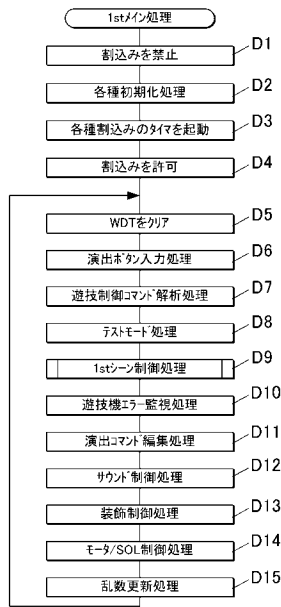 1stメイン処理
割込みを禁止 D1
各種初期化処理 D2
各種割込みのタイマを起動 D3
割込みを許可 D4
WDTをクリア D5
演出ボタン入力処理 D6
遊技制御コマンド解析処理 D7
テストモード処理 D8
1stシーン制御処理 D9
遊技機エラー監視処理 D10
演出コマンド編集処理 D11
サウンド制御処理 D12
装飾制御処理 D13
モータ/SOL制御処理 D14
乱数更新処理 D15